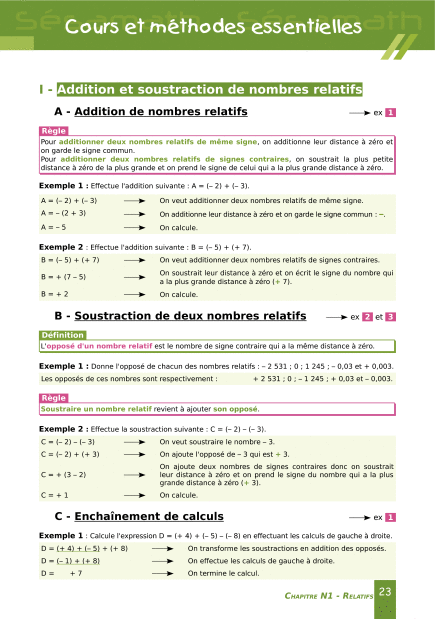 Cours et méthodes essentielles
I - Addition et soustraction de nombres relatifs
A - Addition de nombres relatifs ex 1
Règle
Pour additionner deux nombres relatifs de même signe, on additionne leur distance à zéro et
on garde le signe commun.
Pour additionner deux nombres relatifs de signes contraires, on soustrait la plus petite
distance à zéro de la plus grande et on prend le signe de celui qui a la plus grande distance à zéro.
Exemple 1 : Effectue l'addition suivante : A = (– 2) + (– 3).
A = (– 2) + (– 3) On veut additionner deux nombres relatifs de même signe.
A = – (2 + 3) On additionne leur distance à zéro et on garde le signe commun : –.
A = – 5 On calcule.
Exemple 2 : Effectue l'addition suivante : B = (– 5) + (+ 7).
B = (– 5) + (+ 7) On veut additionner deux nombres relatifs de signes contraires.
B = + (7 – 5) On soustrait leur distance à zéro et on écrit le signe du nombre qui
a la plus grande distance à zéro (+ 7).
B = + 2 On calcule.
B - Soustraction de deux nombres relatifs ex 2 et 3
Définition
L'opposé d'un nombre relatif est le nombre de signe contraire qui a la même distance à zéro.
Exemple 1 : Donne l'opposé de chacun des nombres relatifs : – 2 531 ; 0 ; 1 245 ; – 0,03 et + 0,003.
Les opposés de ces nombres sont respectivement : + 2 531 ; 0 ; – 1 245 ; + 0,03 et – 0,003.
Règle
Soustraire un nombre relatif revient à ajouter son opposé.
Exemple 2 : Effectue la soustraction suivante : C = (– 2) – (– 3).
C = (– 2) – (– 3) On veut soustraire le nombre – 3.
C = (– 2) + (+ 3) On ajoute l'opposé de – 3 qui est + 3.
C = + (3 – 2) On ajoute deux nombres de signes contraires donc on soustrait
leur distance à zéro et on prend le signe du nombre qui a la plus
grande distance à zéro (+ 3).
C = + 1 On calcule.
C - Enchaînement de calculs ex 1
Exemple 1 : Calcule l'expression D = (+ 4) + (– 5) – (– 8) en effectuant les calculs de gauche à droite.
D = (+ 4) + (– 5) + (+ 8) On transforme les soustractions en addition des opposés.
D = (– 1) + (+ 8) On effectue les calculs de gauche à droite.
D = + 7 On termine le calcul.
CHAPITRE N1 - RELATIFS 23